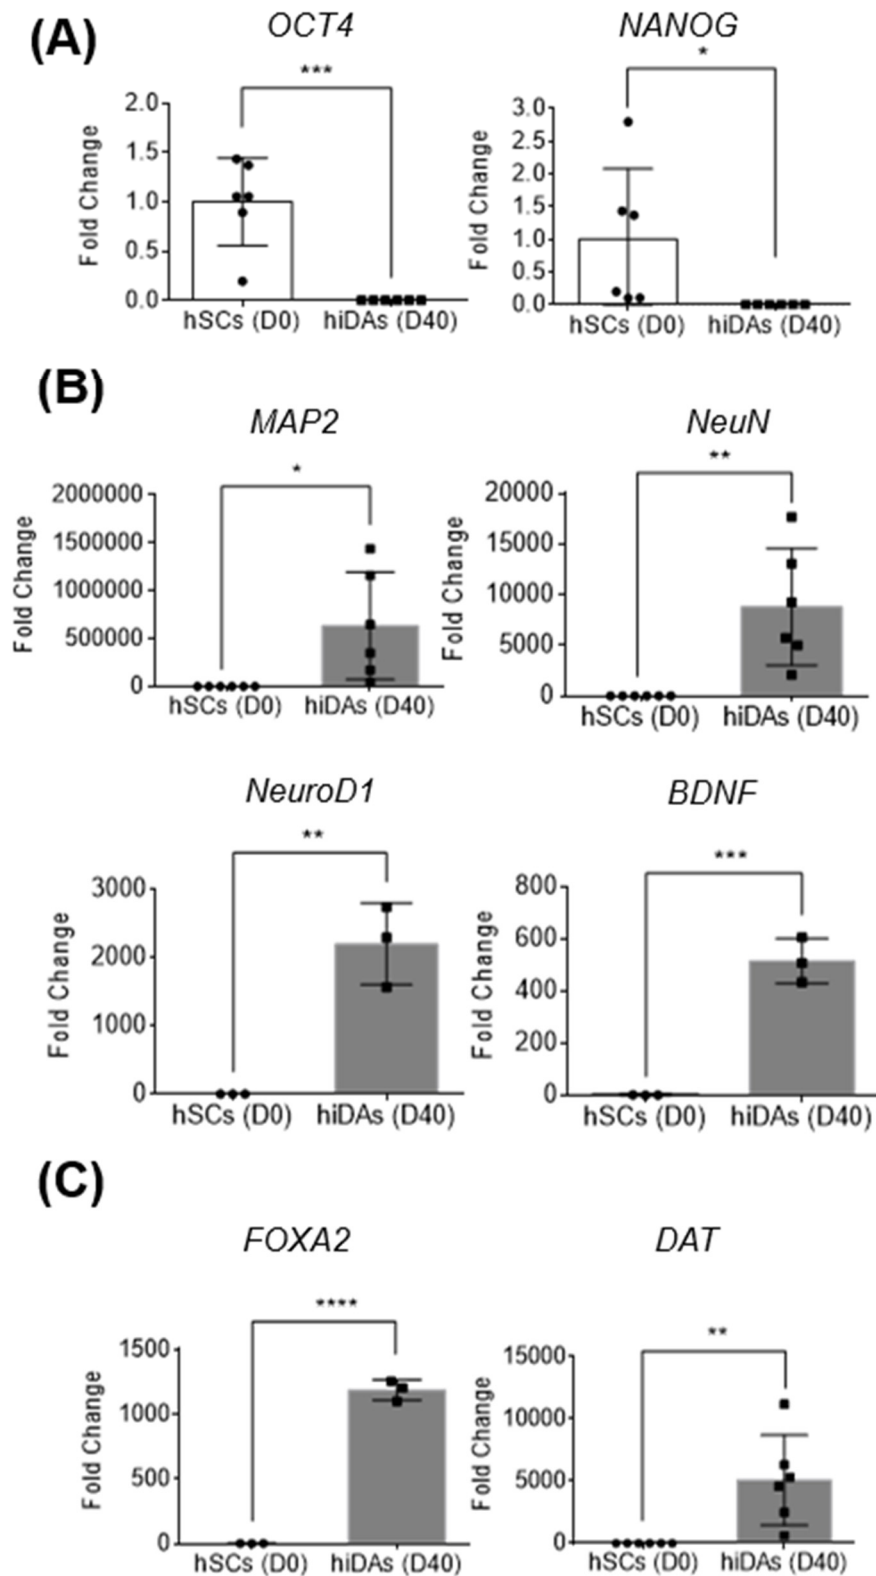 (A)
OCT4
NANOG
***
*
Fold Change
2.0
1.5
1.0
0.5
0.0
hSCs (D0) hiDAs (D40)
Fold Change
3.0
2.5
2.0
1.5
1.0
0.5
0.0
hSCs (D0) hiDAs (D40)
(B)
MAP2
NeuN
*
**
Fold Change
2000000
1500000
1000000
500000
0
hSCs (D0) hiDAs (D40)
Fold Change
20000
15000
10000
5000
0
hSCs (D0) hiDAs (D40)
NeuroD1
BDNF
**
***
Fold Change
3000
2000
1000
0
hSCs (D0) hiDAs (D40)
Fold Change
800
600
400
200
0
hSCs (D0) hiDAs (D40)
(C)
FOXA2
DAT
****
**
Fold Change
1500
1000
500
0
hSCs (D0) hiDAs (D40)
Fold Change
15000
10000
5000
0
hSCs (D0) hiDAs (D40)